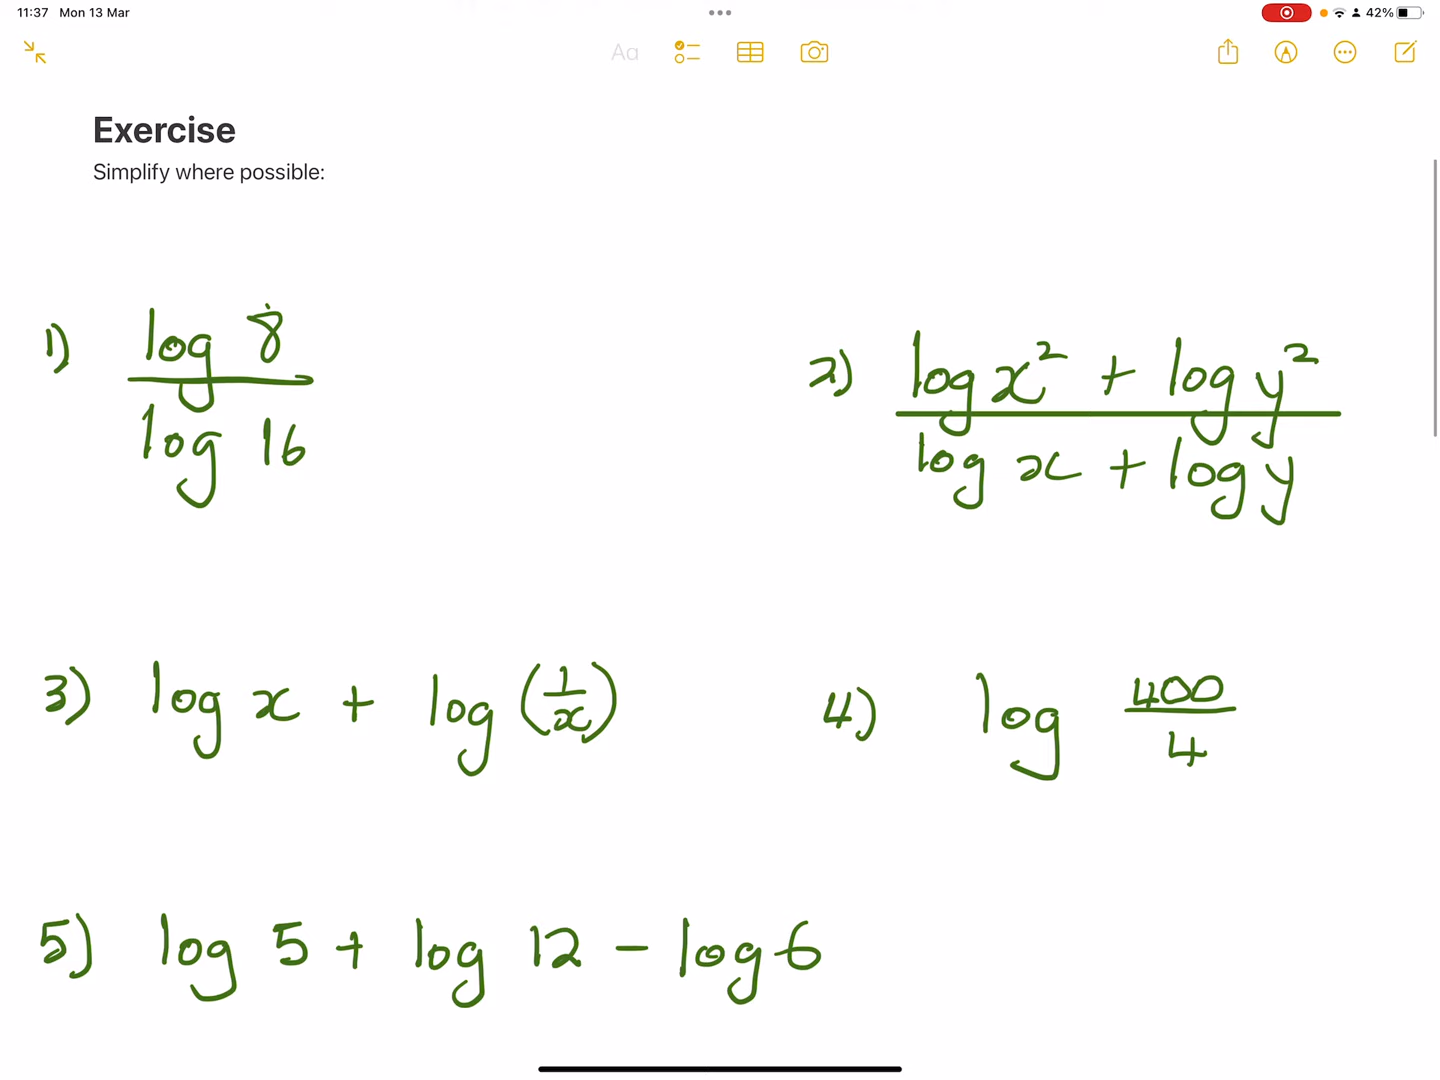 11:37 Mon 13 Mar 42%
Aa
Exercise
Simplify where possible:
1) log 8 / log 16
2) log x² + log y² / log x + log y
3) log x + log (1/x)
4) log 400/4
5) log 5 + log 12 − log 6